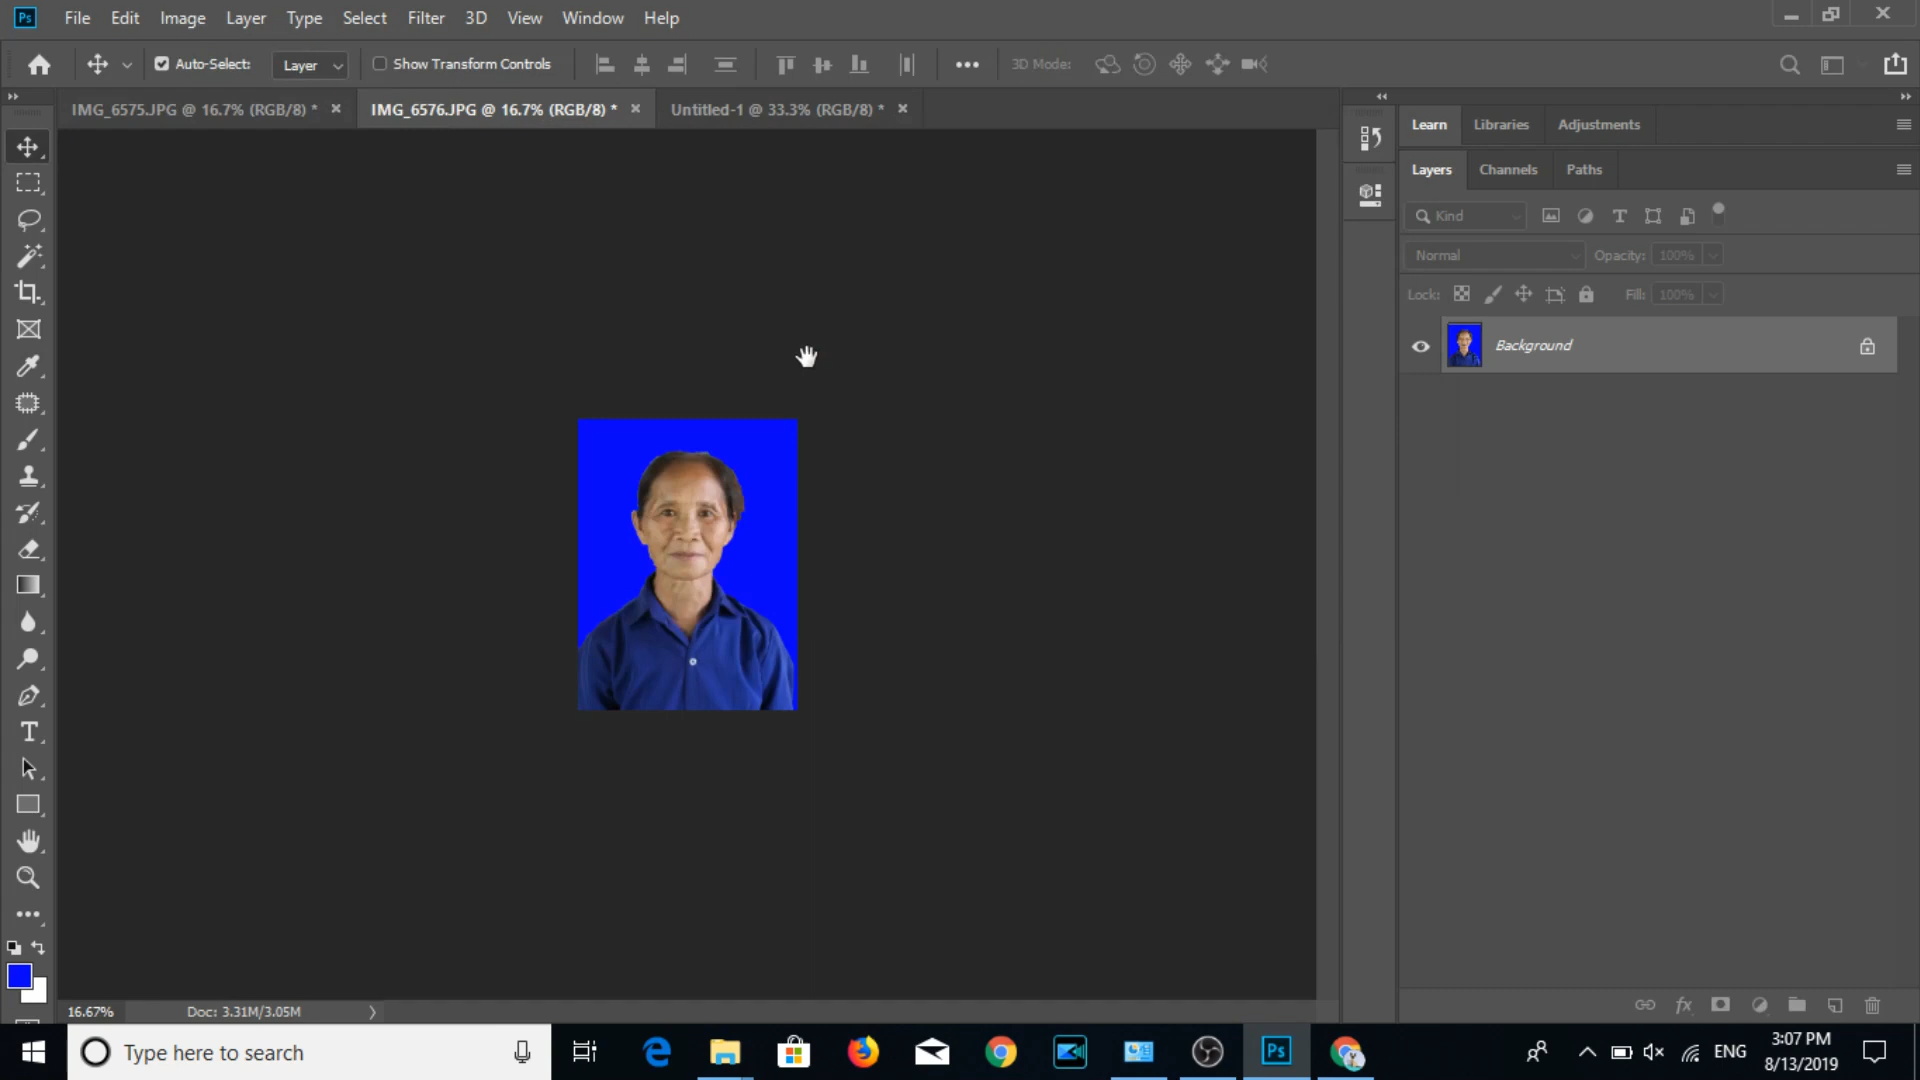 Ps File Edit Image Layer Type Select Filter 3D View Window Help
Auto-Select: Layer Show Transform Controls 3D Mode:
IMG_6575.JPG @ 16.7% (RGB/8) * IMG_6576.JPG @ 16.7% (RGB/8) * Untitled-1 @ 33.3% (RGB/8) *
Learn Libraries Adjustments
Layers Channels Paths
Kind
Normal Opacity: 100%
Lock: Fill: 100%
Background
T
16.67% Doc: 3.31M/3.05M
Type here to search
Ps
ENG
3:07 PM
8/13/2019